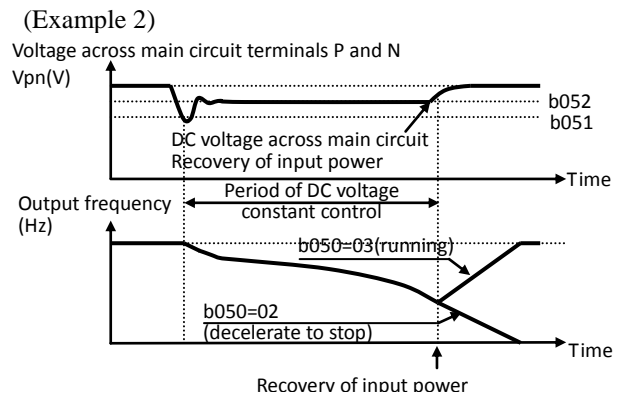 (Example 2)
Voltage across main circuit terminals P and N
Vpn(V)
b052
b051
DC voltage across main circuit
Recovery of input power
Time
Period of DC voltage
constant control
Output frequency
(Hz)
b050=03(running)
b050=02
(decelerate to stop)
Time
Recovery of input power